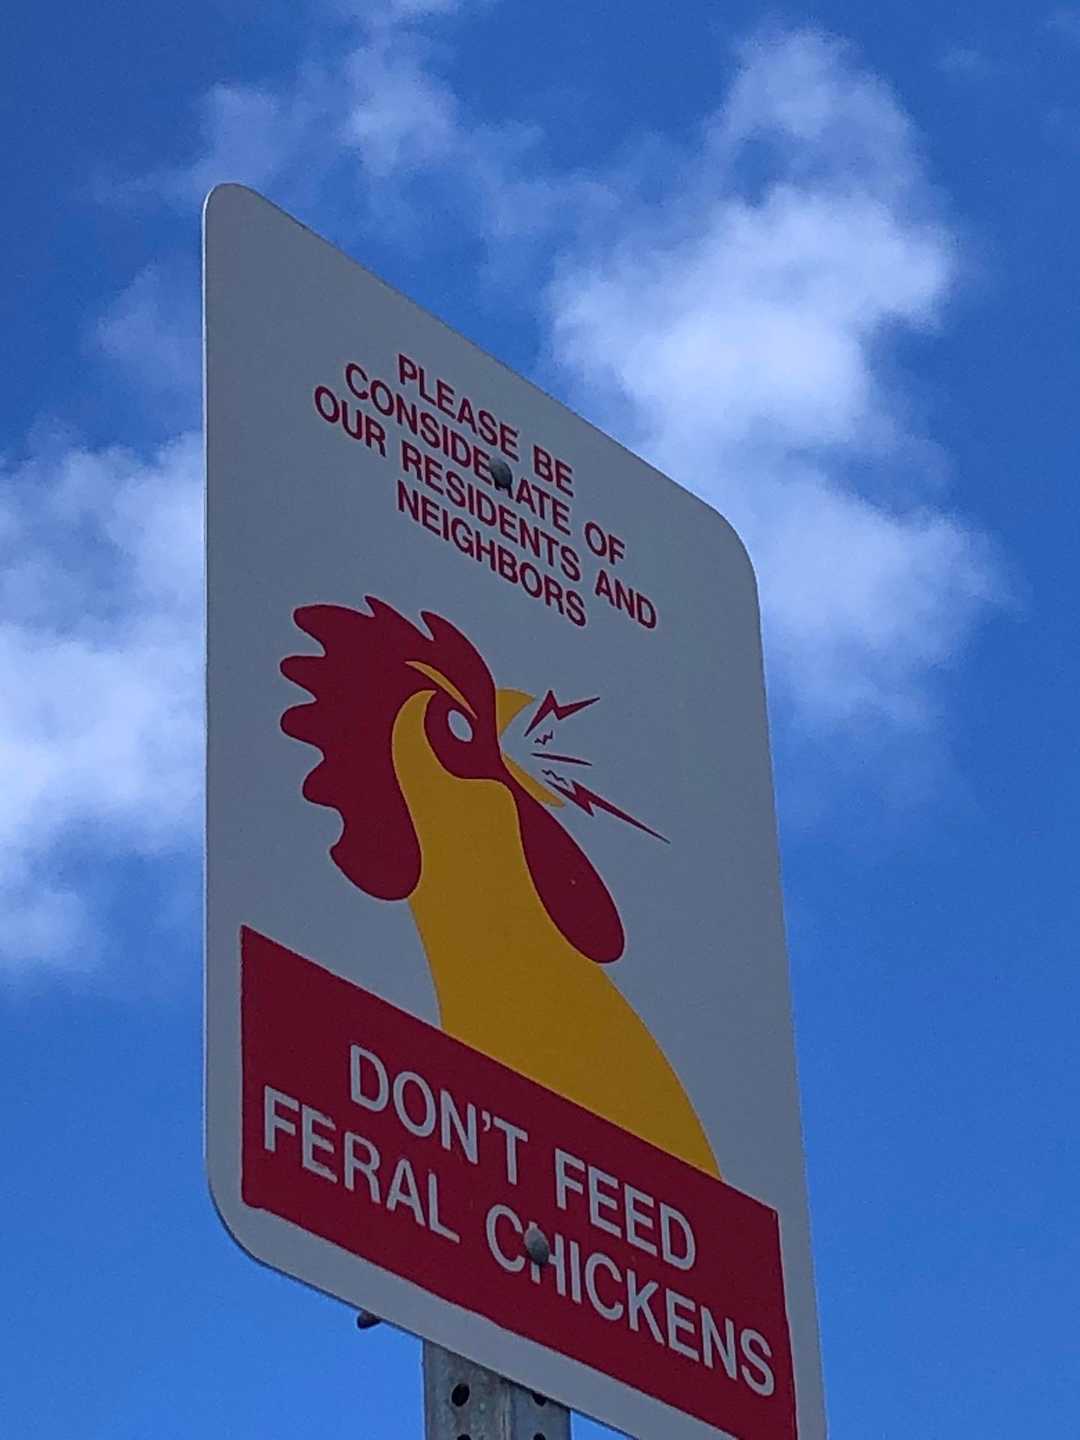 PLEASE BE
CONSIDERATE OF
OUR RESIDENTS AND
NEIGHBORS
DON'T FEED
FERAL CHICKENS